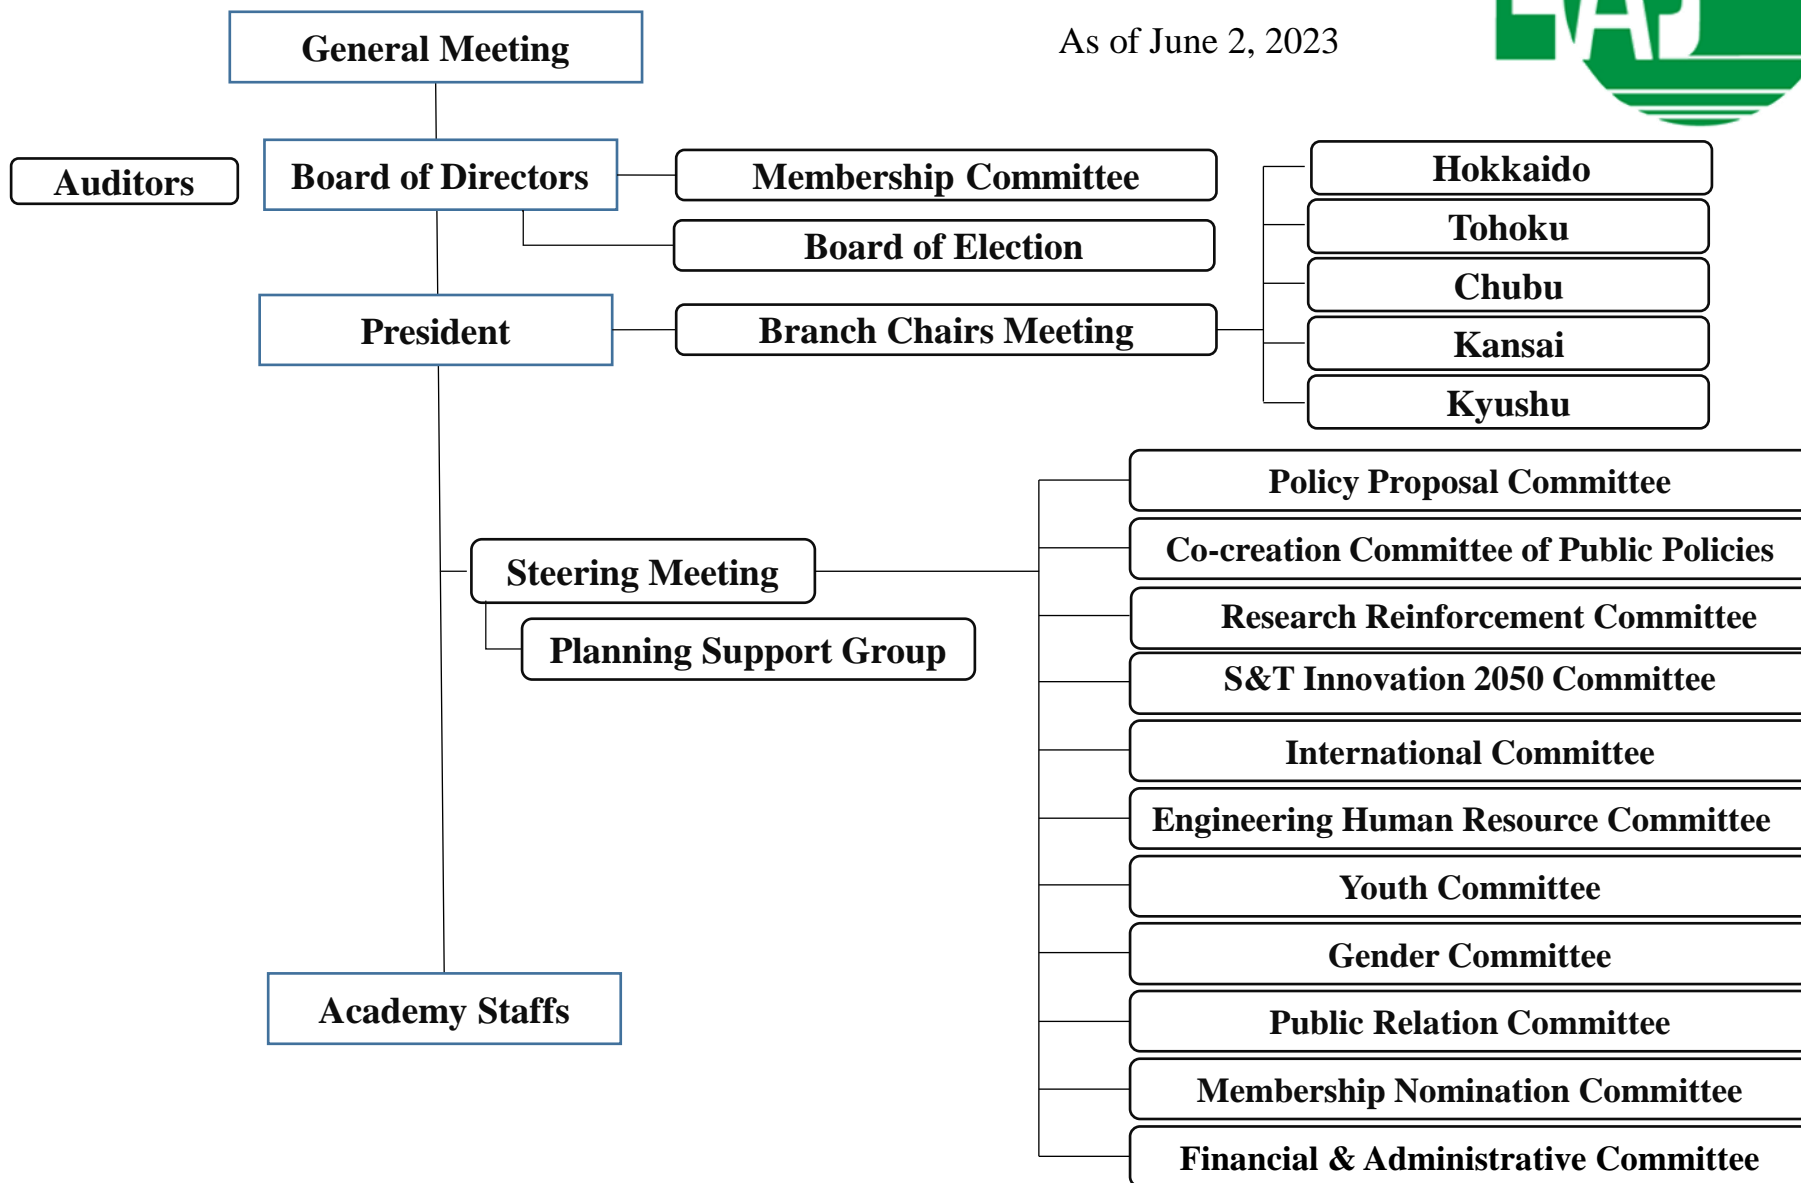 General Meeting
As of June 2, 2023
EAJ
Auditors
Board of Directors
Membership Committee
Board of Election
President
Branch Chairs Meeting
Hokkaido
Tohoku
Chubu
Kansai
Kyushu
Steering Meeting
Planning Support Group
Academy Staffs
Policy Proposal Committee
Co-creation Committee of Public Policies
Research Reinforcement Committee
S&T Innovation 2050 Committee
International Committee
Engineering Human Resource Committee
Youth Committee
Gender Committee
Public Relation Committee
Membership Nomination Committee
Financial & Administrative Committee